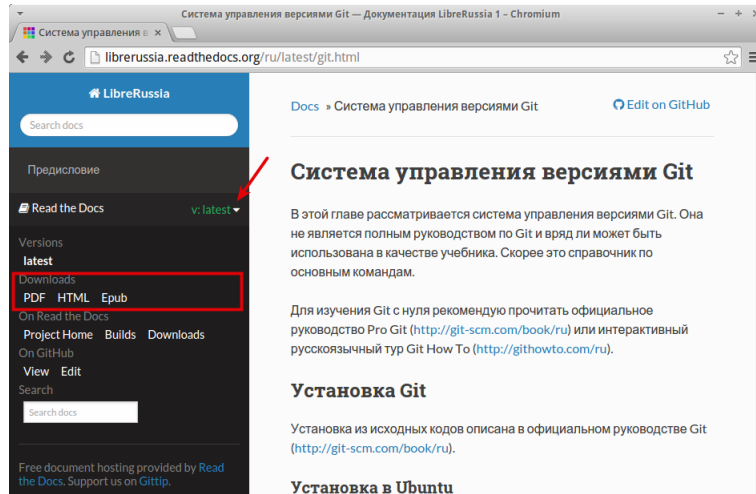 Система управления версиями Git — Документация LibreRussia 1 – Chromium
Система управления в
librerussia.readthedocs.org/ru/latest/git.html
LibreRussia
Search docs
Предисловие
Read the Docs v: latest
Versions
latest
Downloads
PDF HTML Epub
On Read the Docs
Project Home Builds Downloads
On GitHub
View Edit
Search
Search docs
Free document hosting provided by Read
the Docs. Support us on Gittip.
Docs » Система управления версиями Git Edit on GitHub
Система управления версиями Git
В этой главе рассматривается система управления версиями Git. Она
не является полным руководством по Git и вряд ли может быть
использована в качестве учебника. Скорее это справочник по
основным командам.
Для изучения Git с нуля рекомендую прочитать официальное
руководство Pro Git (http://git-scm.com/book/ru) или интерактивный
русскоязычный тур Git How To (http://githowto.com/ru).
Установка Git
Установка из исходных кодов описана в официальном руководстве Git
(http://git-scm.com/book/ru).
Установка в Ubuntu